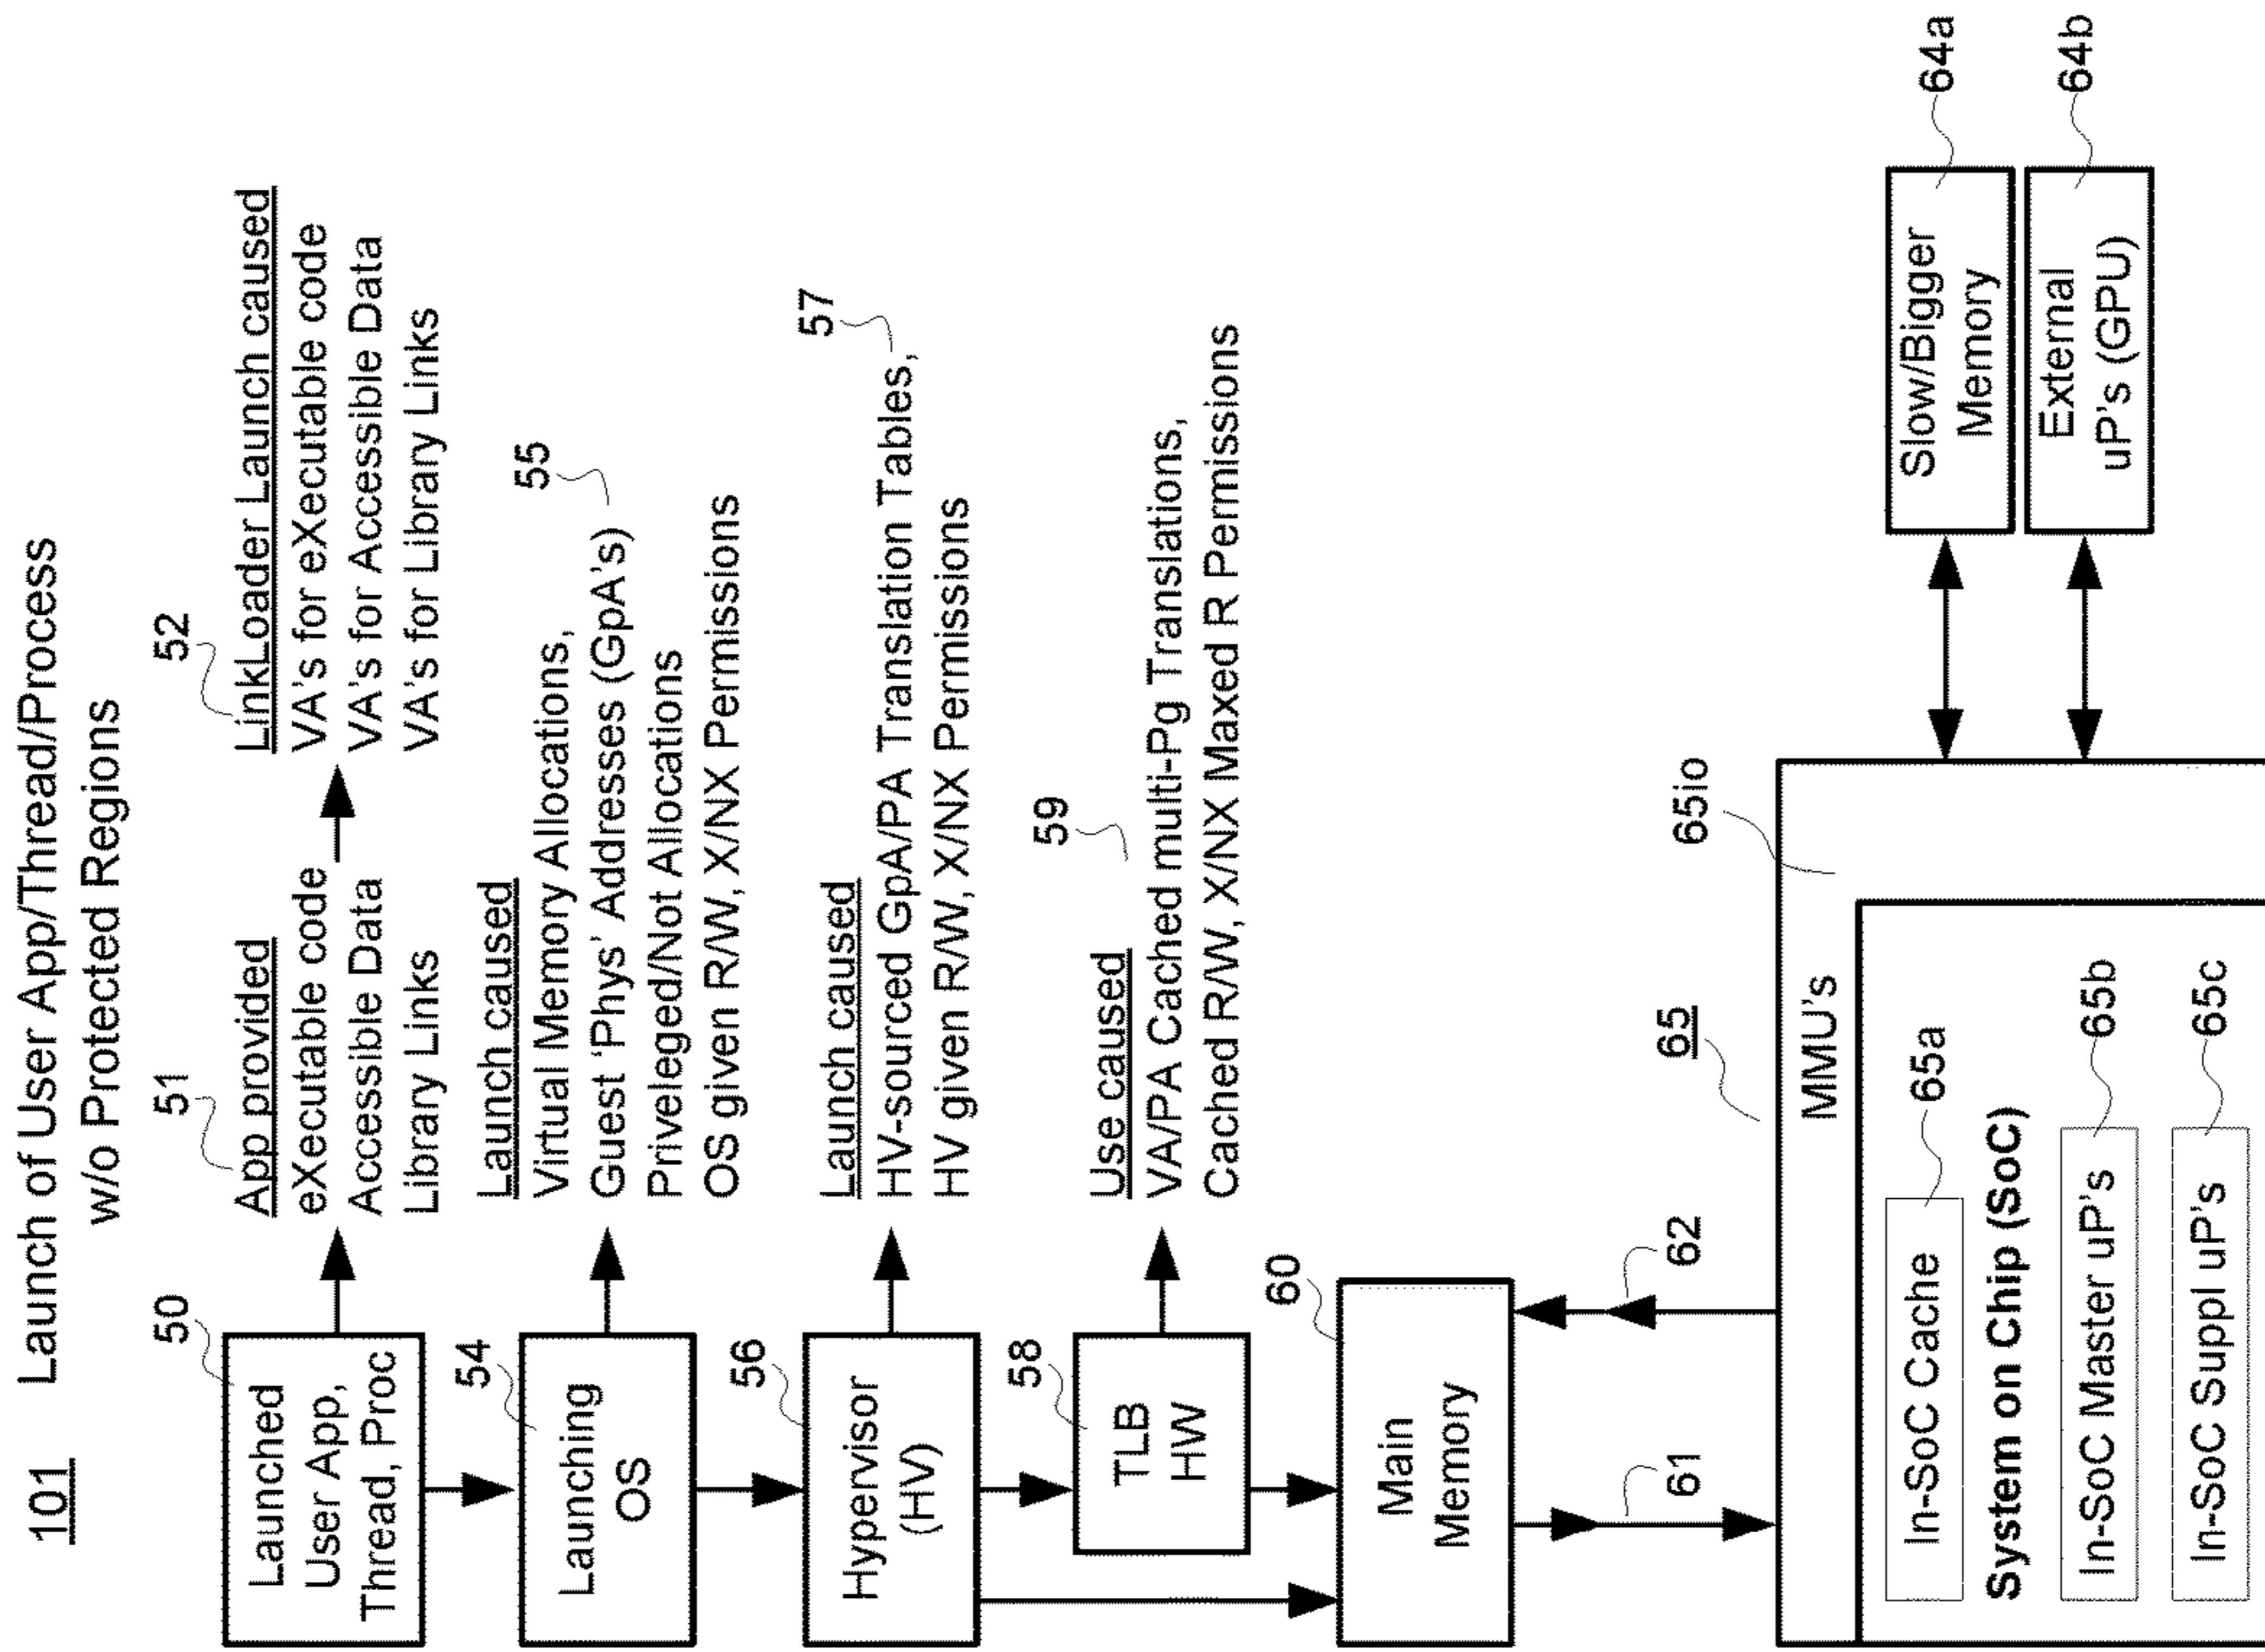 101
Launch of User App/Thread/Process
w/o Protected Regions
50
Launched
User App,
Thread, Proc
51
App provided
eXecutable code
Accessible Data
Library Links
52
LinkLoader Launch caused
VA's for eXecutable code
VA's for Accessible Data
VA's for Library Links
54
Launching
OS
55
Launch caused
Virtual Memory Allocations,
Guest 'Phys' Addresses (GpA's)
Priveleged/Not Allocations
OS given R/W, X/NX Permissions
56
Hypervisor
(HV)
57
Launch caused
HV-sourced GpA/PA Translation Tables,
HV given R/W, X/NX Permissions
58
TLB
HW
59
Use caused
VA/PA Cached multi-Pg Translations,
Cached R/W, X/NX Maxed R Permissions
60
Main
Memory
61
62
65
65io
MMU's
In-SoC Cache
65a
System on Chip (SoC)
In-SoC Master uP's
65b
In-SoC Suppl uP's
65c
Slow/Bigger
Memory
64a
External
uP's (GPU)
64b